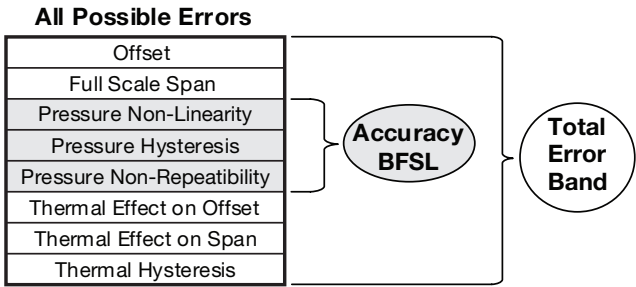 All Possible Errors
Offset
Full Scale Span
Pressure Non-Linearity
Pressure Hysteresis
Pressure Non-Repeatibility
Thermal Effect on Offset
Thermal Effect on Span
Thermal Hysteresis
Accuracy
BFSL
Total
Error
Band